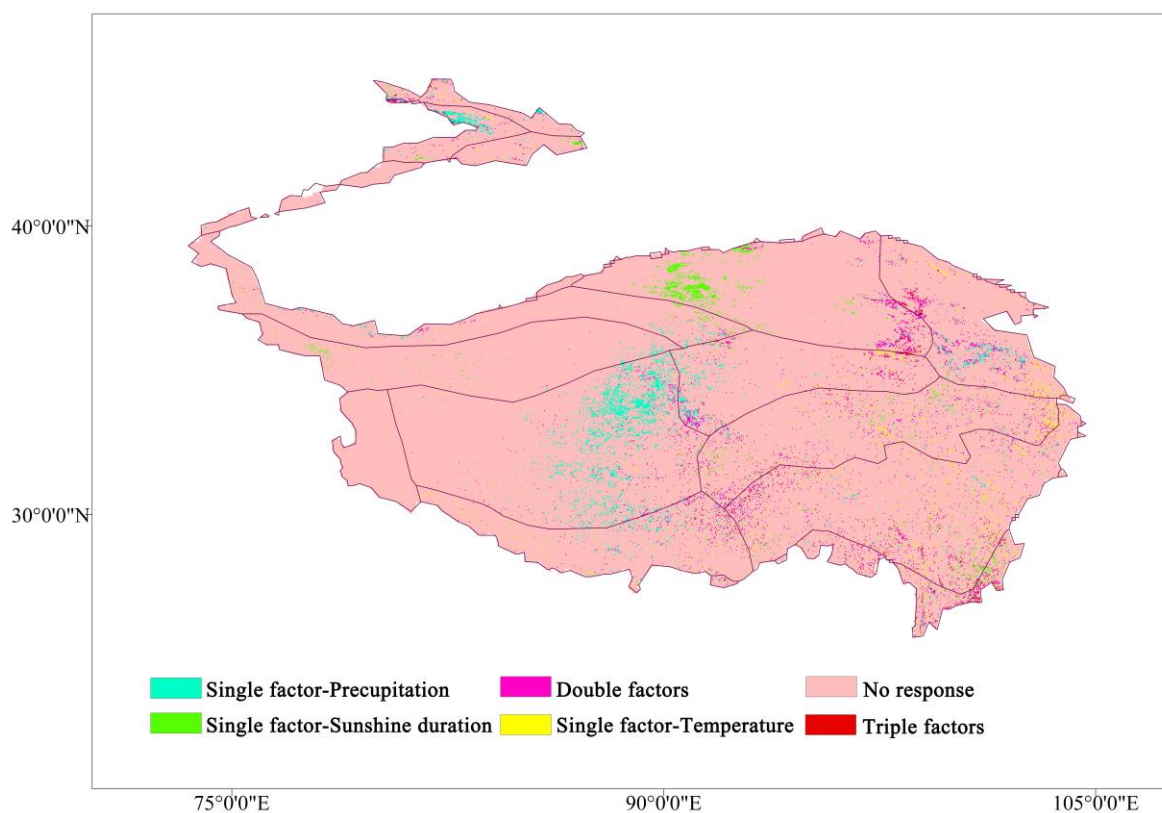 40°0'0"N
30°0'0"N
Single factor-Precupitation
Double factors
No response
Single factor-Sunshine duration
Single factor-Temperature
Triple factors
75°0'0"E
90°0'0"E
105°0'0"E